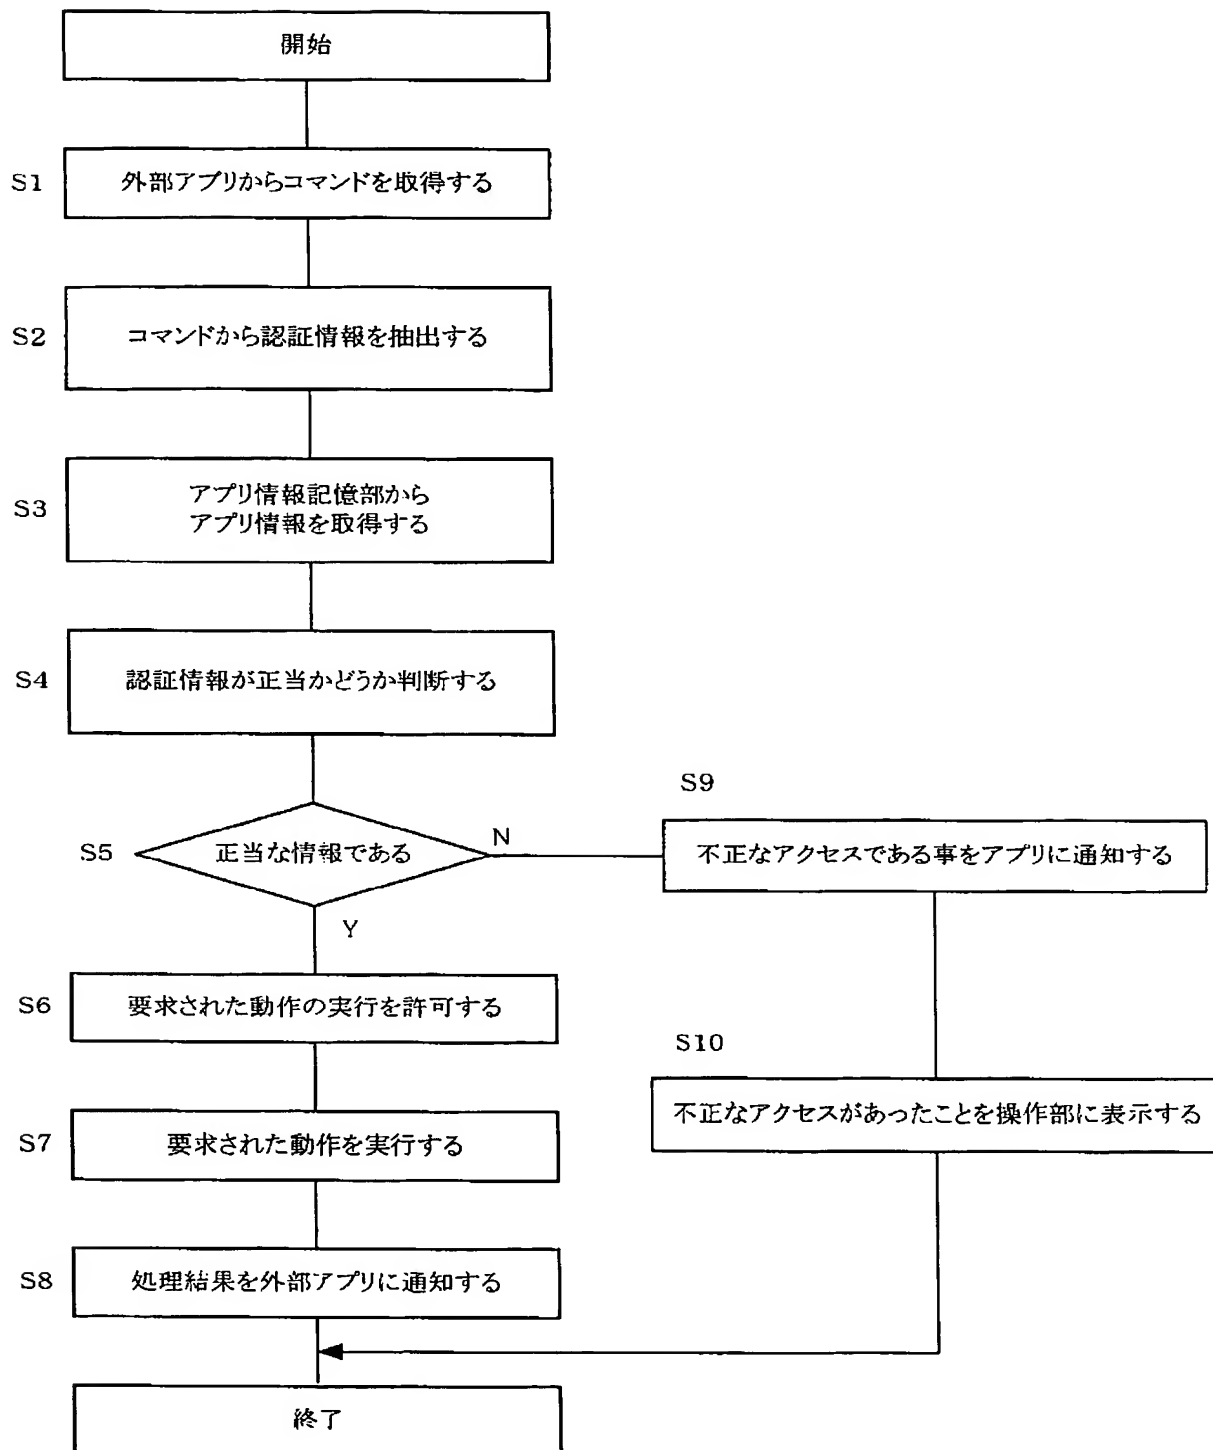 開始
S1
外部アプリからコマンドを取得する
S2
コマンドから認証情報を抽出する
S3
アプリ情報記憶部から
アプリ情報を取得する
S4
認証情報が正当かどうか判断する
S5
正当な情報である
N
Y
S9
不正なアクセスである事をアプリに通知する
S6
要求された動作の実行を許可する
S10
不正なアクセスがあったことを操作部に表示する
S7
要求された動作を実行する
S8
処理結果を外部アプリに通知する
終了